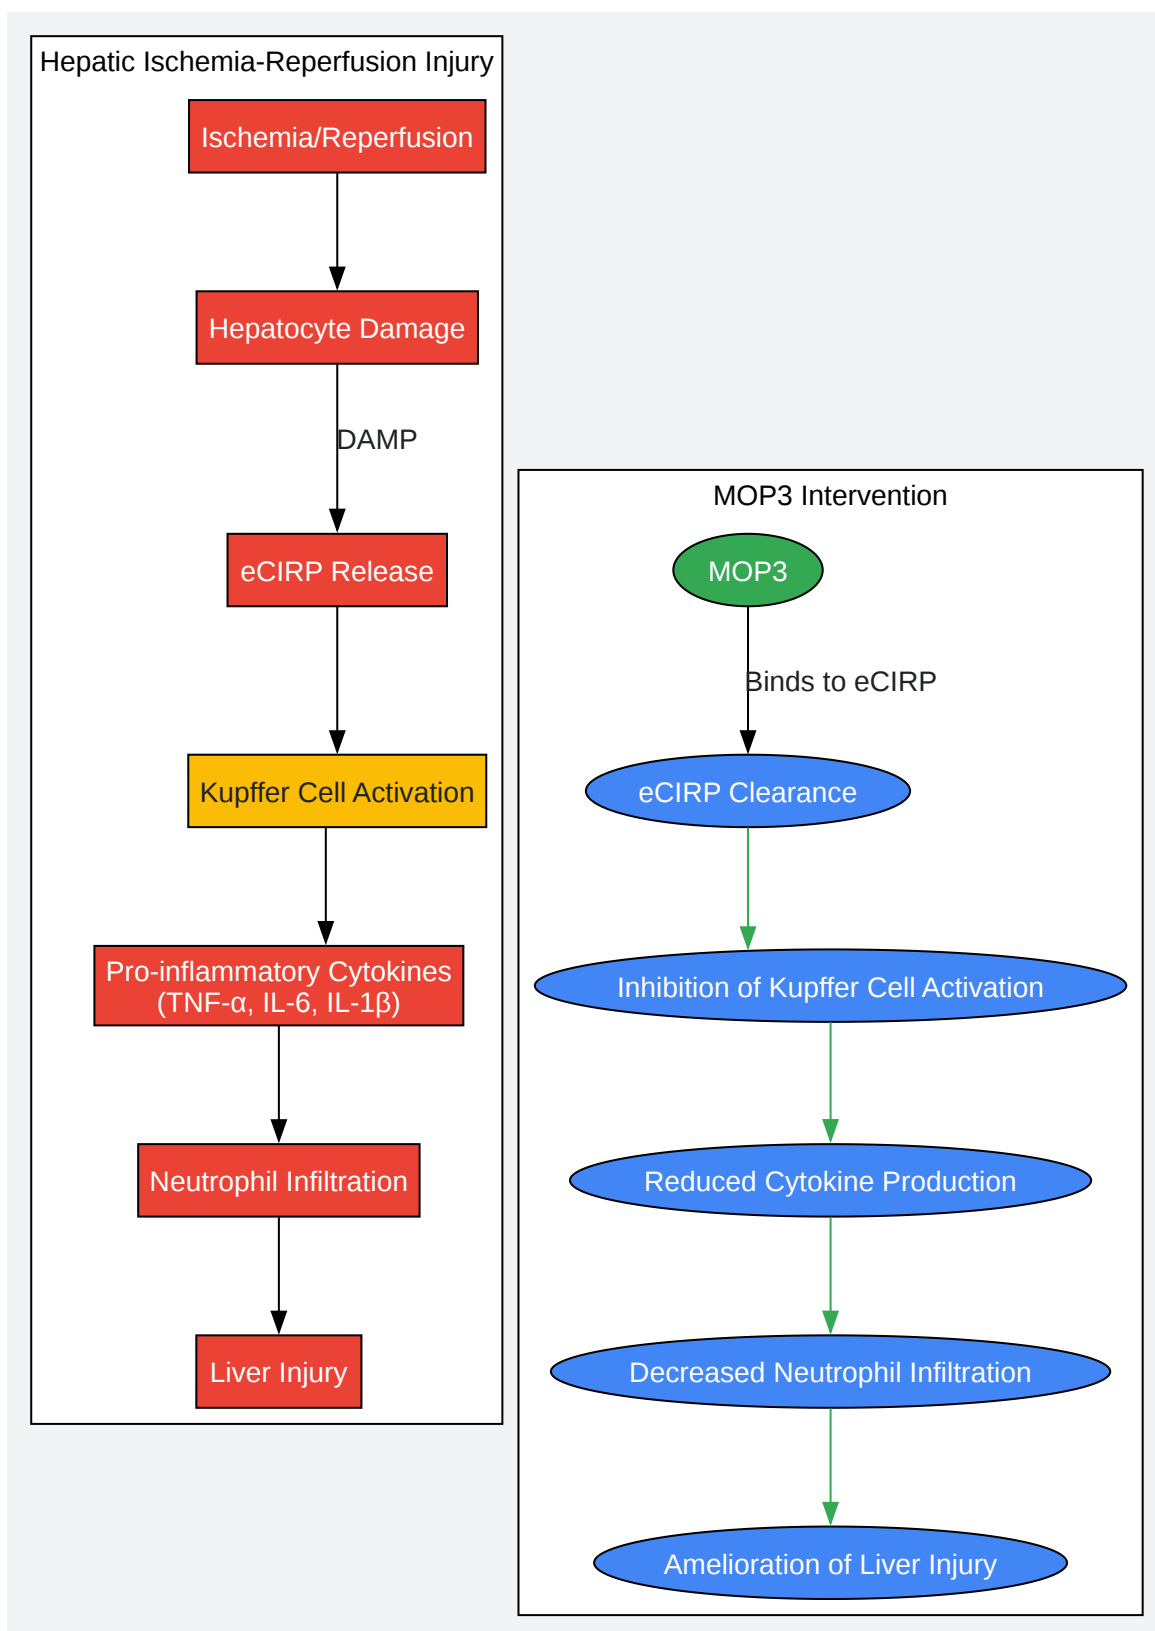 Hepatic Ischemia-Reperfusion Injury
Ischemia/Reperfusion
Hepatocyte Damage
DAMP
eCIRP Release
Kupffer Cell Activation
Pro-inflammatory Cytokines
(TNF-α, IL-6, IL-1β)
Neutrophil Infiltration
Liver Injury
MOP3 Intervention
MOP3
Binds to eCIRP
eCIRP Clearance
Inhibition of Kupffer Cell Activation
Reduced Cytokine Production
Decreased Neutrophil Infiltration
Amelioration of Liver Injury